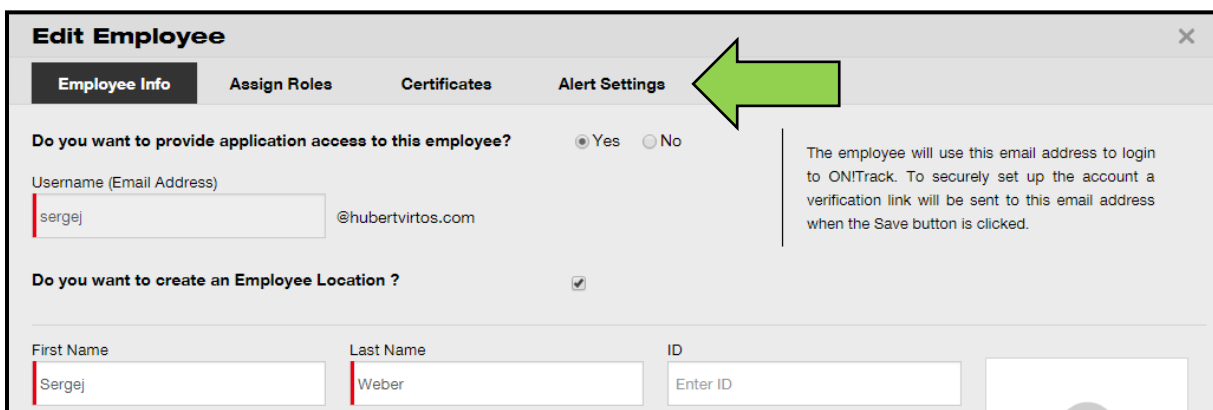 Edit Employee
Employee Info Assign Roles Certificates Alert Settings
Do you want to provide application access to this employee? Yes No
The employee will use this email address to login
to ON!Track. To securely set up the account a
verification link will be sent to this email address
when the Save button is clicked.
Username (Email Address)
sergej @hubertvirtos.com
Do you want to create an Employee Location ?
First Name Last Name ID
Sergej Weber Enter ID